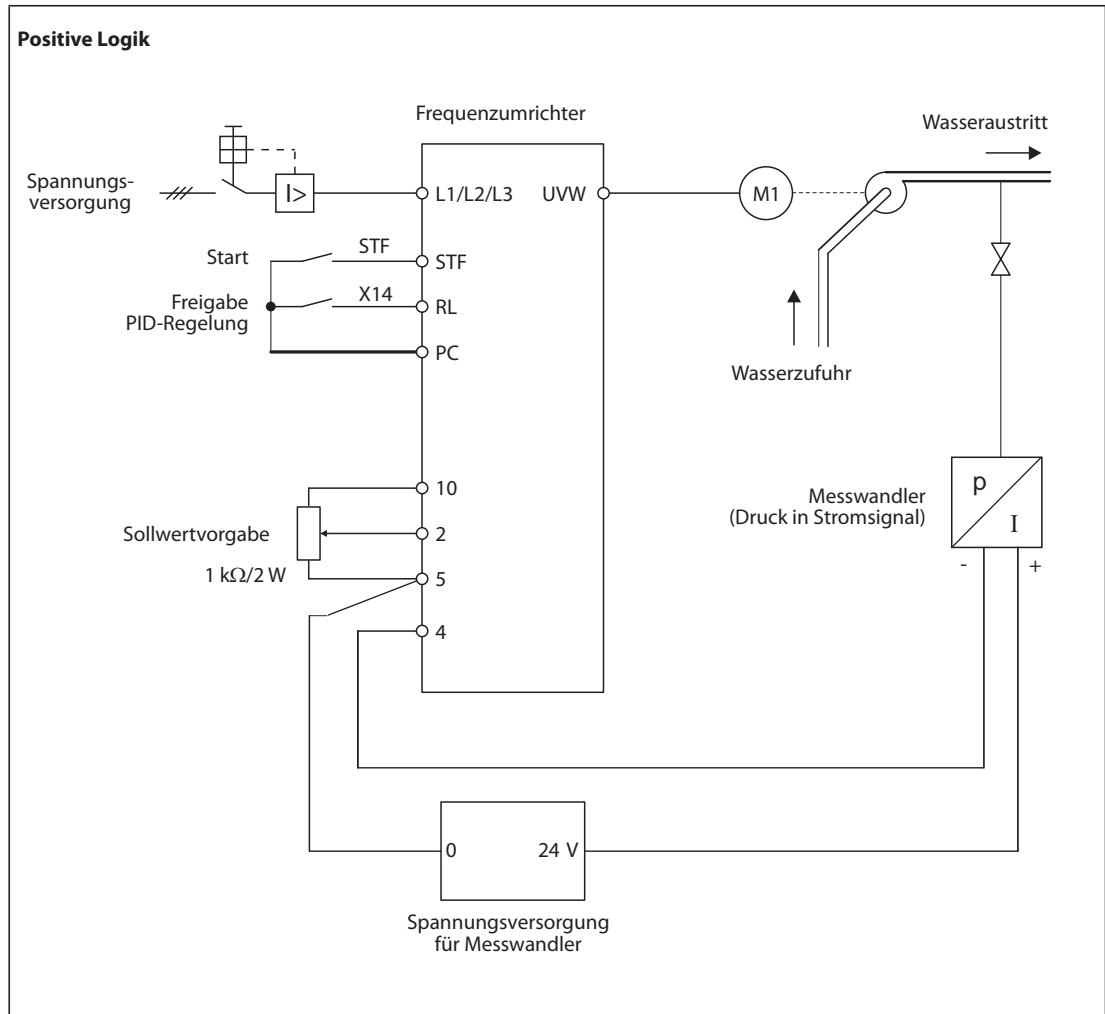 Positive Logik
Frequenzumrichter
Wasseraustritt
Spannungs-
versorgung
I>
L1/L2/L3
UVW
M1
Start
STF
STF
Freigabe
PID-Regelung
X14
RL
PC
Wasserzufuhr
10
Sollwertvorgabe
2
1 kΩ/2 W
5
4
Messwandler
(Druck in Stromsignal)
p
I
- +
0
24 V
Spannungsversorgung
für Messwandler